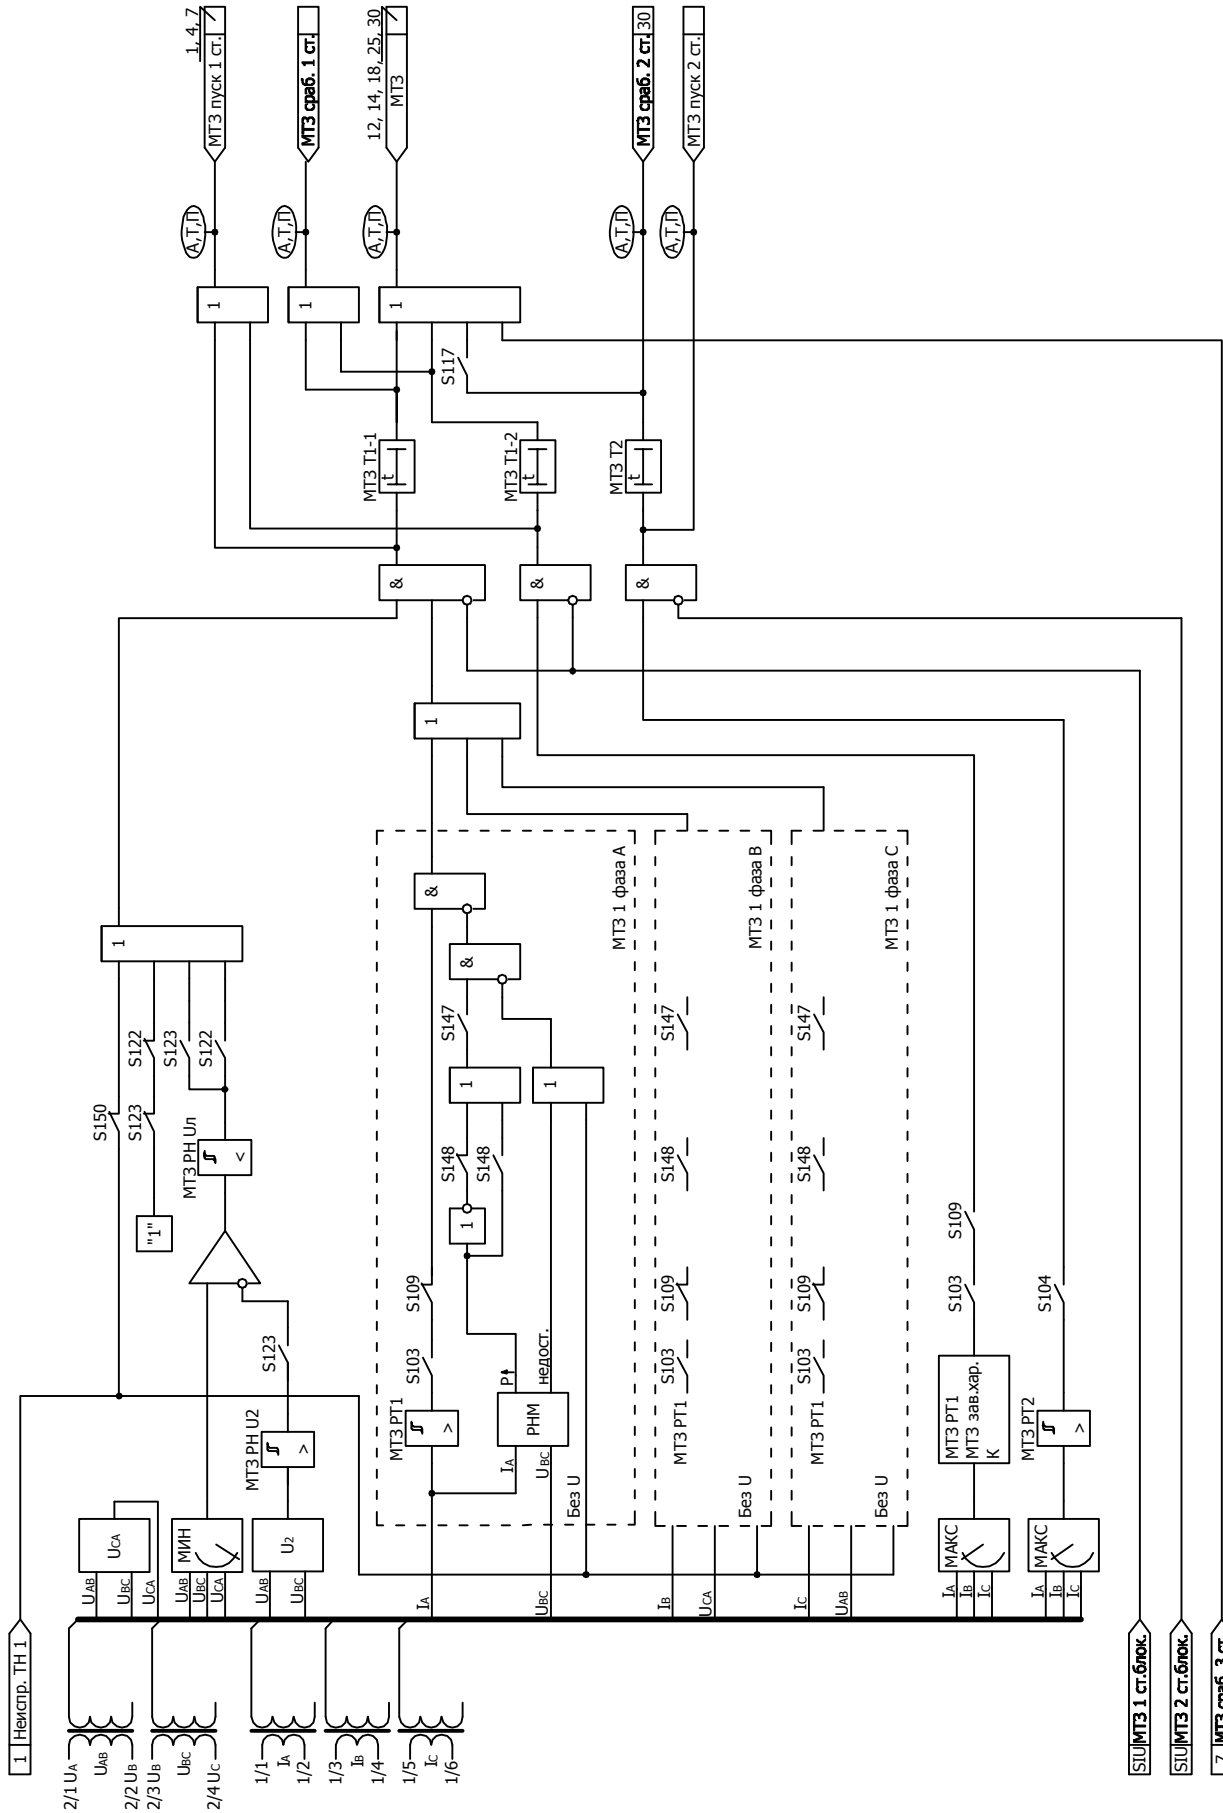 1 Неиспр. ТН 1
2/1 UA
UAB
2/2 UB
2/3 UB
UBC
2/4 UC
1/1
IA
1/2
1/3
IB
1/4
1/5
IC
1/6
UAB
UBC
UCA
UCA
UAB
UBC
UCA
МИН
UAB
UBC
U2
МТЗ РН U2
>
S123
МТЗ РН Uл
<
"1"
S150
S123
S122
S123
S122
1
IA
UBC
МТЗ РТ1
>
S103
S109
IA
UBC
РНМ
P
недост.
1
S148
S148
1
1
S147
&
&
Без U
МТЗ 1 фаза А
IB
UCA
МТЗ РТ1
S103
S109
S148
S147
Без U
МТЗ 1 фаза В
IC
UAB
МТЗ РТ1
S103
S109
S148
S147
Без U
МТЗ 1 фаза С
IA
IB
IC
МАКС
МТЗ РТ1
МТЗ зав.хар.
К
S103
S109
IA
IB
IC
МАКС
МТЗ РТ2
>
S104
1
&
&
&
МТЗ Т1-1
t
МТЗ Т1-2
t
МТЗ Т2
t
S117
1
1
1
А,Т,П
А,Т,П
А,Т,П
А,Т,П
А,Т,П
1, 4, 7
МТЗ пуск 1 ст.
МТЗ сраб. 1 ст.
12, 14, 18, 25, 30
МТЗ
МТЗ сраб. 2 ст. 30
МТЗ пуск 2 ст.
SIU МТЗ 1 ст.блок.
SIU МТЗ 2 ст.блок.
7 МТЗ сраб. 3 ст.